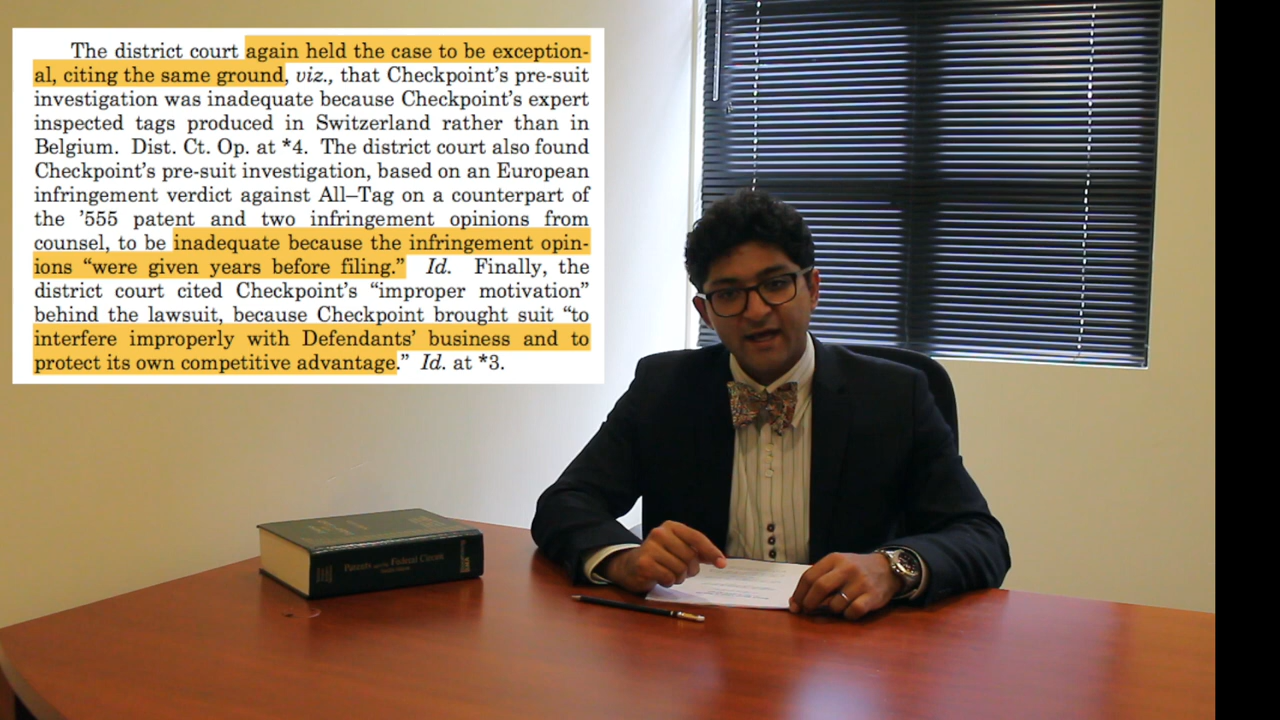 The district court again held the case to be exception-
al, citing the same ground, viz., that Checkpoint's pre-suit
investigation was inadequate because Checkpoint's expert
inspected tags produced in Switzerland rather than in
Belgium. Dist. Ct. Op. at *4. The district court also found
Checkpoint's pre-suit investigation, based on an European
infringement verdict against All–Tag on a counterpart of
the '555 patent and two infringement opinions from
counsel, to be inadequate because the infringement opin-
ions “were given years before filing.” Id. Finally, the
district court cited Checkpoint's “improper motivation”
behind the lawsuit, because Checkpoint brought suit “to
interfere improperly with Defendants' business and to
protect its own competitive advantage.” Id. at *3.
Patents and the Federal Circuit